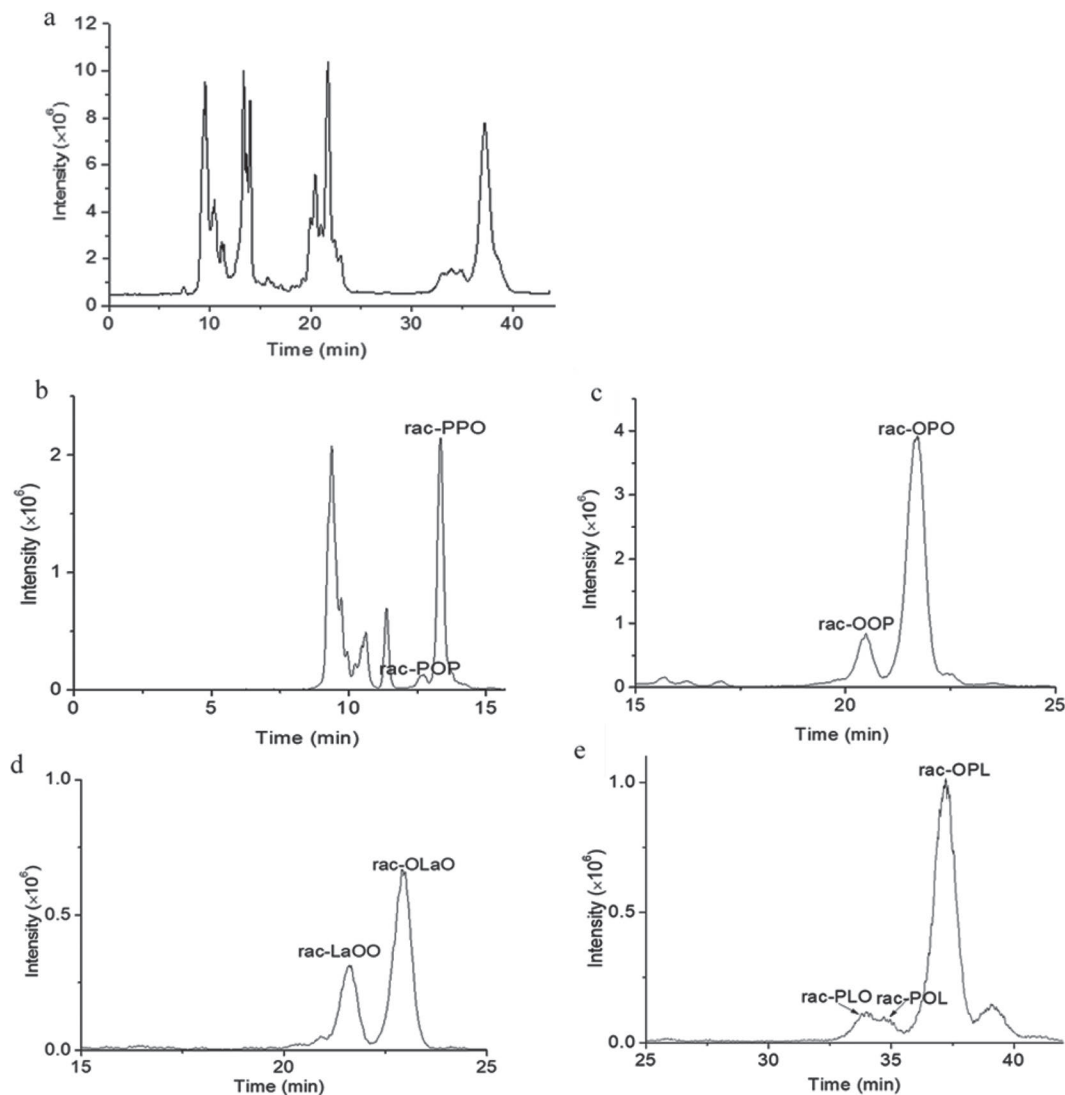 a
12
10
8
6
4
2
0
Intensity (×10⁶)
0 10 20 30 40
Time (min)
b
rac-PPO
rac-POP
2
1
0
Intensity (×10⁶)
0 5 10 15
Time (min)
c
rac-OPO
rac-OOP
4
3
2
1
0
Intensity (×10⁶)
15 20 25
Time (min)
d
rac-OLaO
rac-LaOO
1.0
0.5
0.0
Intensity (×10⁶)
15 20 25
Time (min)
e
rac-OPL
rac-PLO rac-POL
1.0
0.5
0.0
Intensity (×10⁶)
25 30 35 40
Time (min)